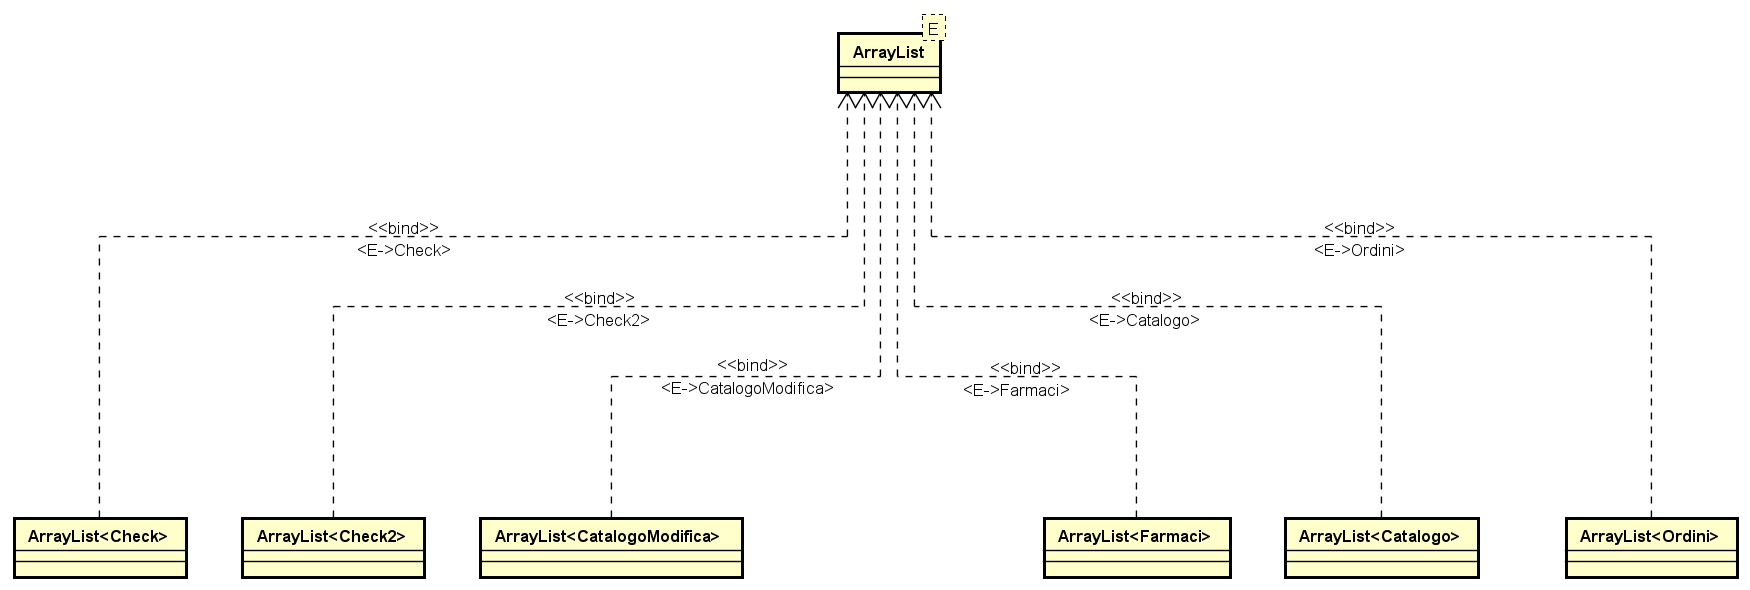 E
ArrayList
<<bind>>
<E->Check>
<<bind>>
<E->Ordini>
<<bind>>
<E->Check2>
<<bind>>
<E->Catalogo>
<<bind>>
<E->CatalogoModifica>
<<bind>>
<E->Farmaci>
ArrayList<Check>
ArrayList<Check2>
ArrayList<CatalogoModifica>
ArrayList<Farmaci>
ArrayList<Catalogo>
ArrayList<Ordini>